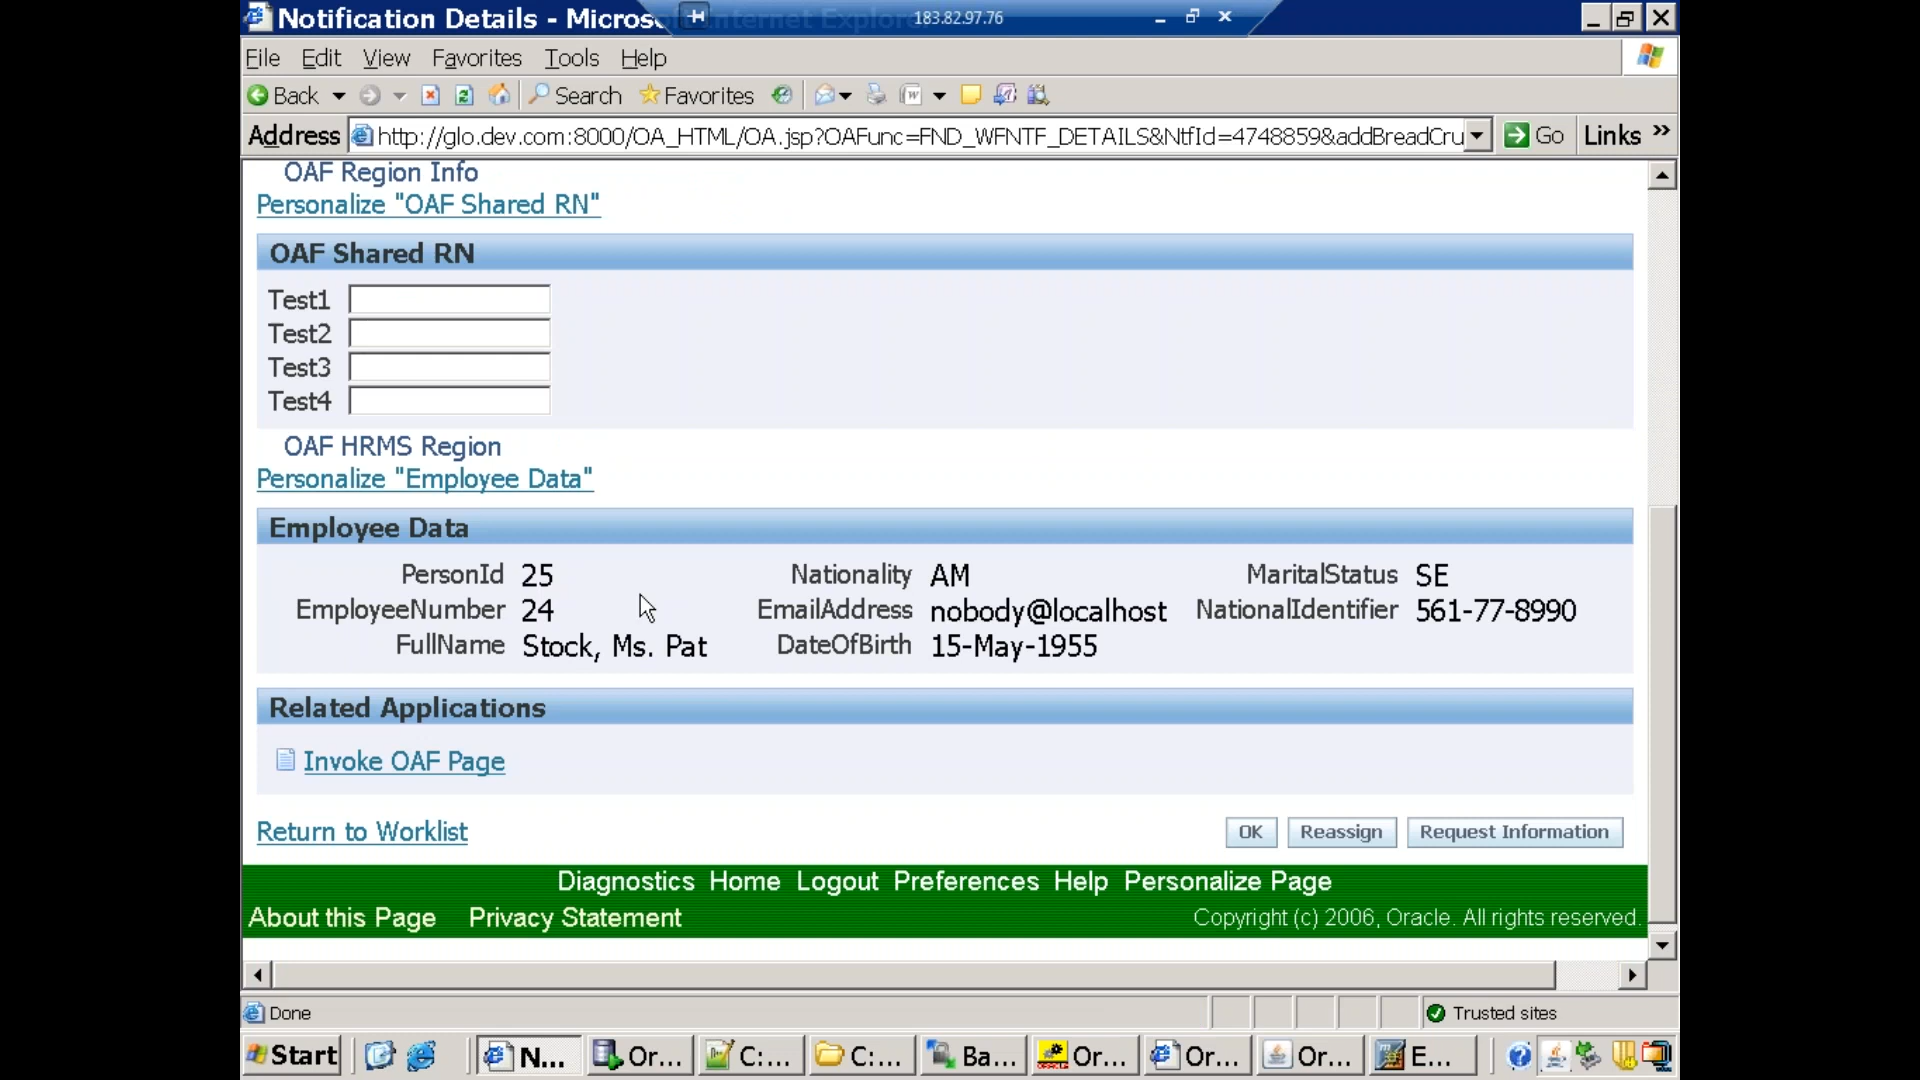 Notification Details - Microsoft Internet Explorer
183.82.97.76
File Edit View Favorites Tools Help
Back Search Favorites
Address http://glo.dev.com:8000/OA_HTML/OA.jsp?OAFunc=FND_WFNTF_DETAILS&NtfId=4748859&addBreadCru Go Links »
OAF Region Info
Personalize "OAF Shared RN"
OAF Shared RN
Test1
Test2
Test3
Test4
OAF HRMS Region
Personalize "Employee Data"
Employee Data
PersonId 25 Nationality AM MaritalStatus SE
EmployeeNumber 24 EmailAddress nobody@localhost NationalIdentifier 561-77-8990
FullName Stock, Ms. Pat DateOfBirth 15-May-1955
Related Applications
Invoke OAF Page
Return to Worklist OK Reassign Request Information
Diagnostics Home Logout Preferences Help Personalize Page
About this Page Privacy Statement Copyright (c) 2006, Oracle. All rights reserved.
Done Trusted sites
Start N... Or... C:... C:... Ba... Or... Or... Or... E...